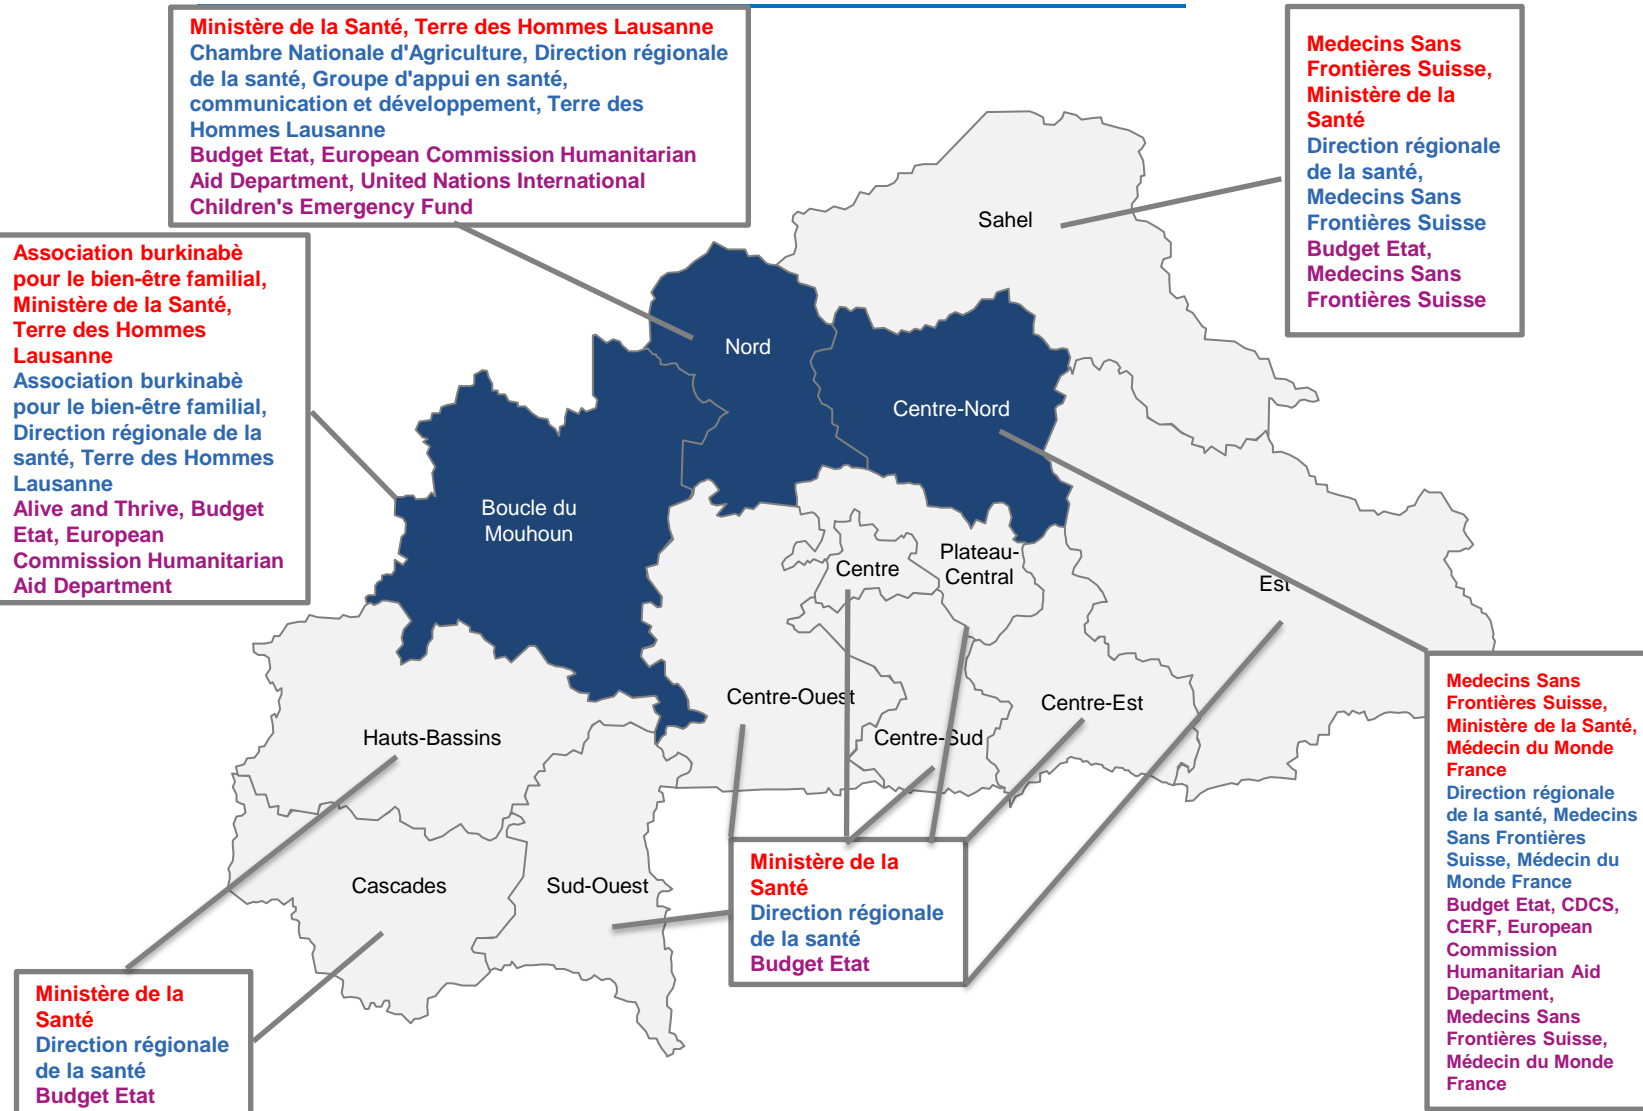 Ministère de la Santé, Terre des Hommes Lausanne
Chambre Nationale d'Agriculture, Direction régionale
de la santé, Groupe d'appui en santé,
communication et développement, Terre des
Hommes Lausanne
Budget Etat, European Commission Humanitarian
Aid Department, United Nations International
Children's Emergency Fund
Medecins Sans
Frontières Suisse,
Ministère de la
Santé
Direction régionale
de la santé,
Medecins Sans
Frontières Suisse
Budget Etat,
Medecins Sans
Frontières Suisse
Association burkinabè
pour le bien-être familial,
Ministère de la Santé,
Terre des Hommes
Lausanne
Association burkinabè
pour le bien-être familial,
Direction régionale de la
santé, Terre des Hommes
Lausanne
Alive and Thrive, Budget
Etat, European
Commission Humanitarian
Aid Department
Sahel
Nord
Centre-Nord
Boucle du
Mouhoun
Plateau-
Central
Centre
Est
Centre-Ouest
Centre-Est
Centre-Sud
Hauts-Bassins
Cascades
Sud-Ouest
Ministère de la
Santé
Direction régionale
de la santé
Budget Etat
Medecins Sans
Frontières Suisse,
Ministère de la Santé,
Médecin du Monde
France
Direction régionale
de la santé, Medecins
Sans Frontières
Suisse, Médecin du
Monde France
Budget Etat, CDCS,
CERF, European
Commission
Humanitarian Aid
Department,
Medecins Sans
Frontières Suisse,
Médecin du Monde
France
Ministère de la
Santé
Direction régionale
de la santé
Budget Etat